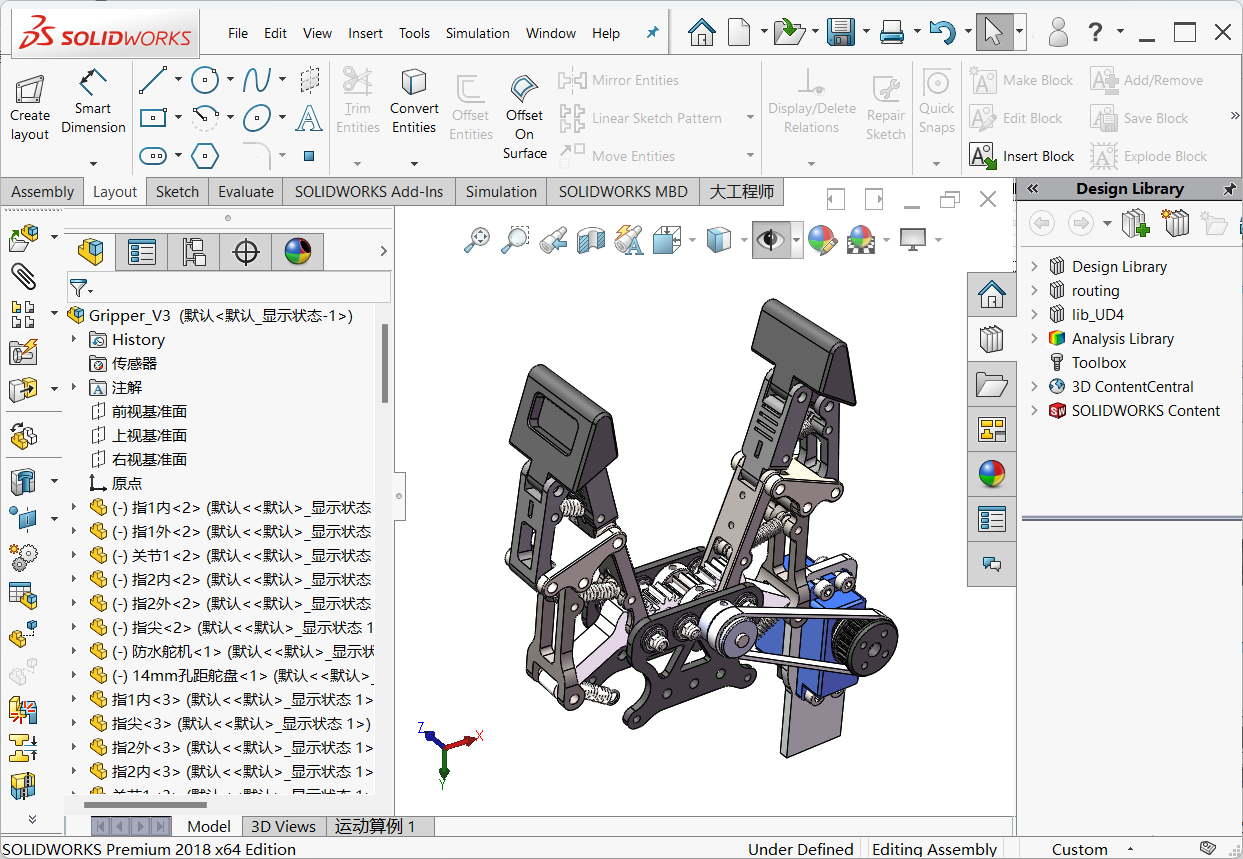 SOLIDWORKS
File Edit View Insert Tools Simulation Window Help
Create layout
Smart Dimension
Trim Entities
Convert Entities
Offset Entities
Offset On Surface
Mirror Entities
Linear Sketch Pattern
Move Entities
Display/Delete Relations
Repair Sketch
Quick Snaps
Make Block
Edit Block
Insert Block
Add/Remove
Save Block
Explode Block
Assembly Layout Sketch Evaluate SOLIDWORKS Add-Ins Simulation SOLIDWORKS MBD 大工程师
Design Library
Gripper_V3 (默认<默认_显示状态-1>)
History
传感器
注解
前视基准面
上视基准面
右视基准面
原点
(-) 指1内<2> (默认<<默认>_显示状态
(-) 指1外<2> (默认<<默认>_显示状态
(-) 关节1<2> (默认<<默认>_显示状态
(-) 指2内<2> (默认<<默认>_显示状态
(-) 指2外<2> (默认<<默认>_显示状态
(-) 指尖<2> (默认<<默认>_显示状态 1
(-) 防水舵机<1> (默认<<默认>_显示状
(-) 14mm孔距舵盘<1> (默认<<默认>_
指1内<3> (默认<<默认>_显示状态 1>
指尖<3> (默认<<默认>_显示状态 1>)
指2外<3> (默认<<默认>_显示状态 1>
指2内<3> (默认<<默认>_显示状态 1>
Design Library
routing
lib_UD4
Analysis Library
Toolbox
3D ContentCentral
SOLIDWORKS Content
Z
X
Y
Model 3D Views 运动算例 1
SOLIDWORKS Premium 2018 x64 Edition
Under Defined Editing Assembly Custom